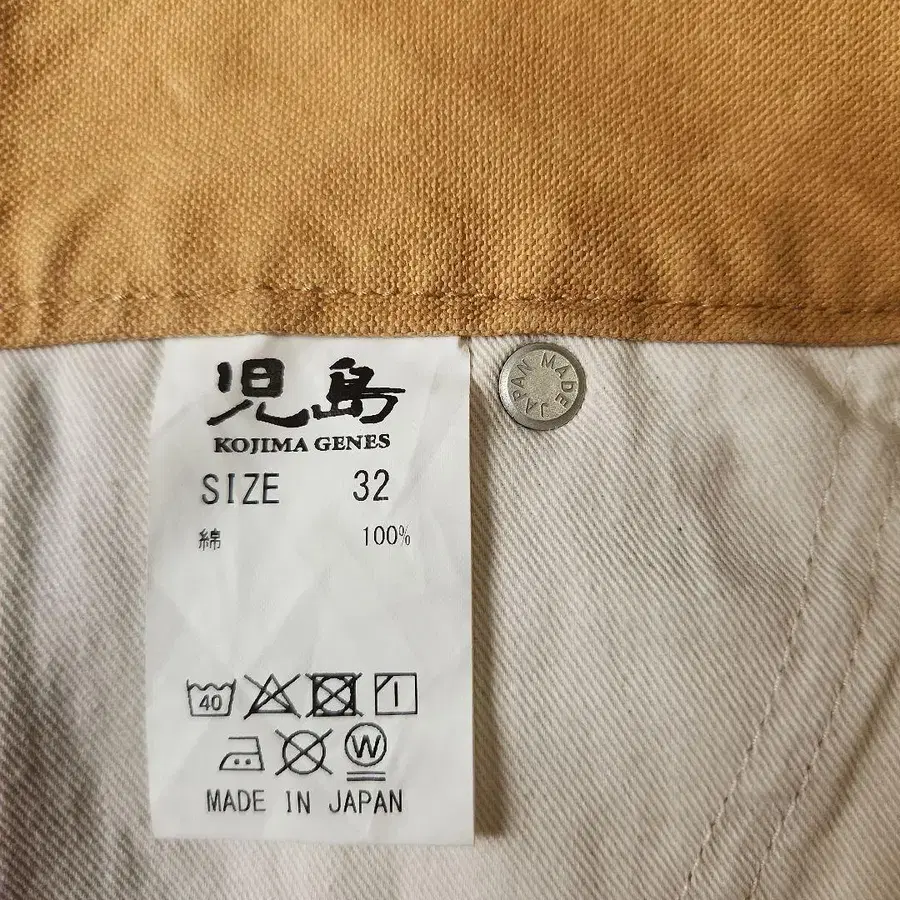 児島
KOJIMA GENES
SIZE 32
綿 100%
40
W
MADE IN JAPAN
JAPAN MADE